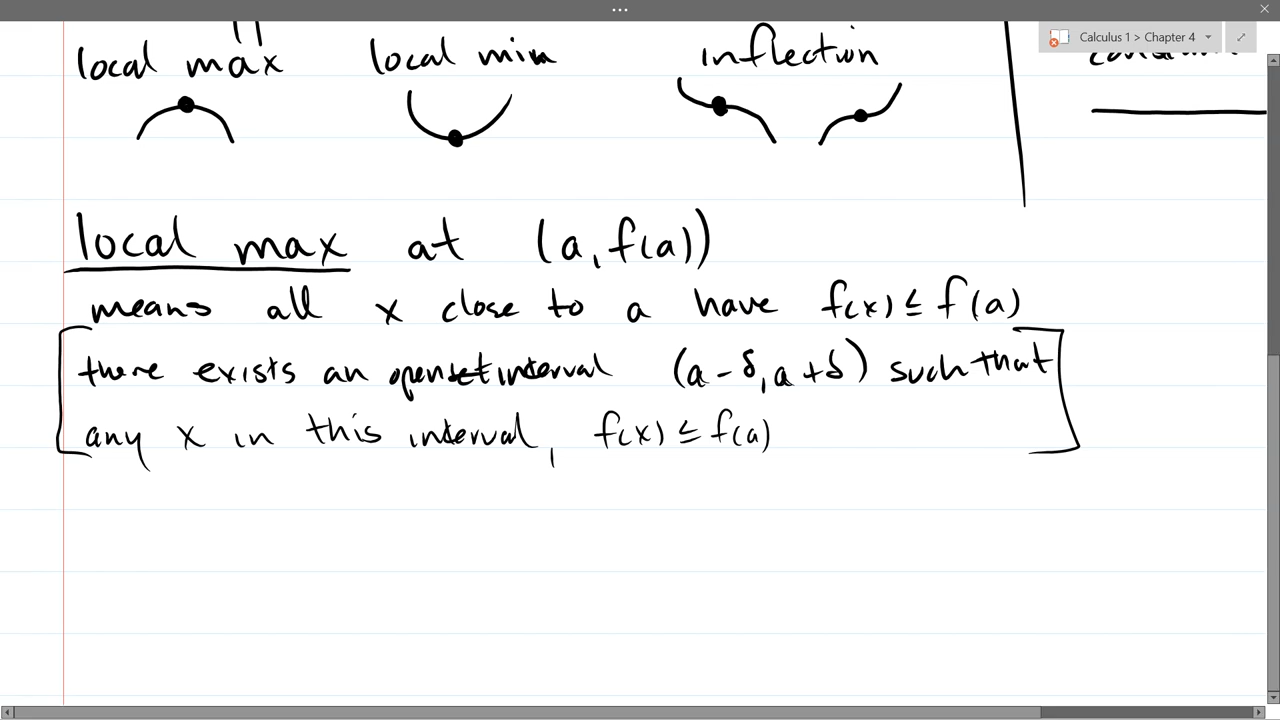 Calculus 1 > Chapter 4
local max local min inflection
local max at (a, f(a))
means all x close to a have f(x) ≤ f(a)
there exists an open interval (a - δ, a + δ) such that
any x in this interval, f(x) ≤ f(a)